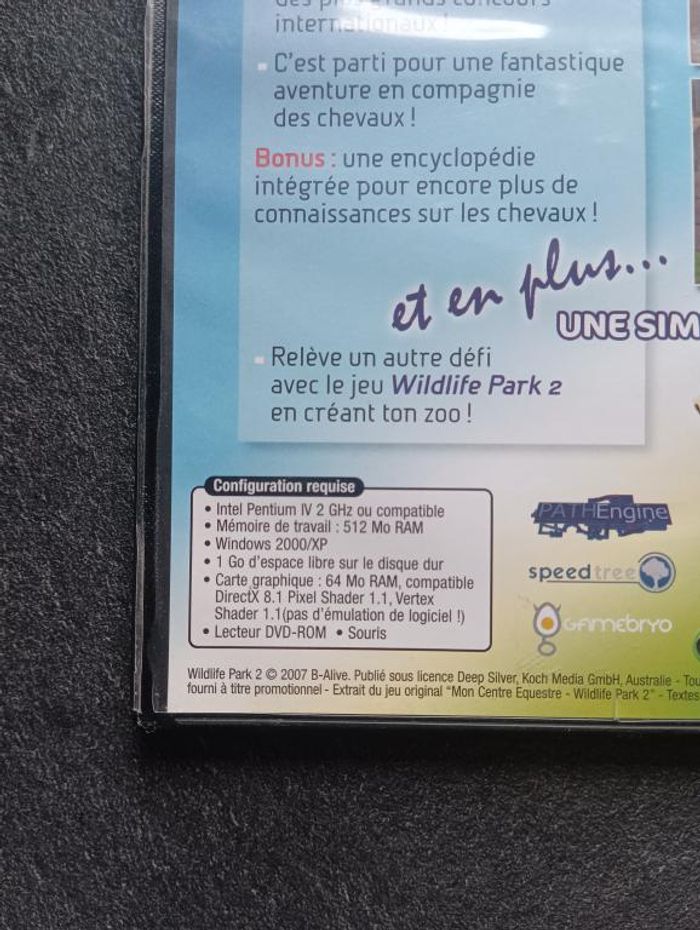 des plus grands concours
internationaux !
C'est parti pour une fantastique
aventure en compagnie
des chevaux !
Bonus : une encyclopédie
intégrée pour encore plus de
connaissances sur les chevaux !
et en plus...
UNE SIM
Relève un autre défi
avec le jeu Wildlife Park 2
en créant ton zoo !
Configuration requise
• Intel Pentium IV 2 GHz ou compatible
• Mémoire de travail : 512 Mo RAM
• Windows 2000/XP
• 1 Go d'espace libre sur le disque dur
• Carte graphique : 64 Mo RAM, compatible
DirectX 8.1 Pixel Shader 1.1, Vertex
Shader 1.1(pas d'émulation de logiciel !)
• Lecteur DVD-ROM • Souris
PATHEngine
speedtree
GAMEBRYO
Wildlife Park 2 © 2007 B-Alive. Publié sous licence Deep Silver, Koch Media GmbH, Australie - Tou
fourni à titre promotionnel - Extrait du jeu original "Mon Centre Equestre - Wildlife Park 2" - Textes